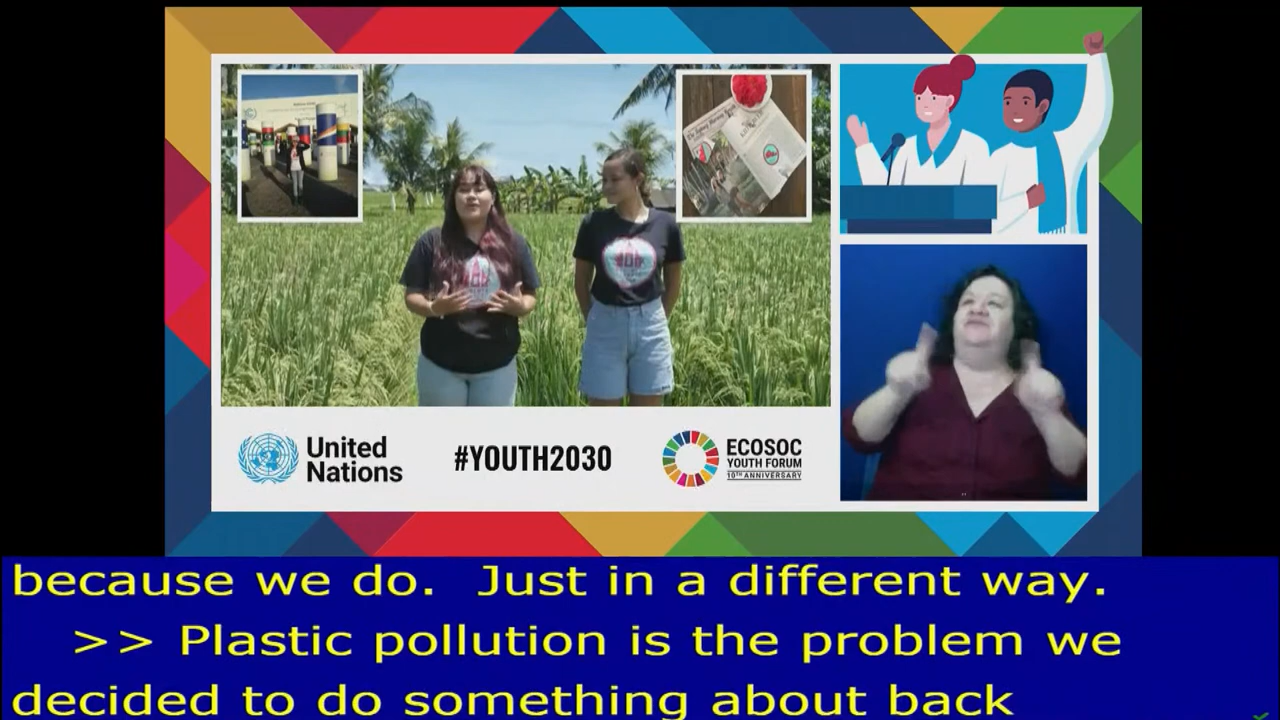 United
Nations
#YOUTH2030
ECOSOC
YOUTH FORUM
10TH ANNIVERSARY
because we do.  Just in a different way.
>> Plastic pollution is the problem we
decided to do something about back